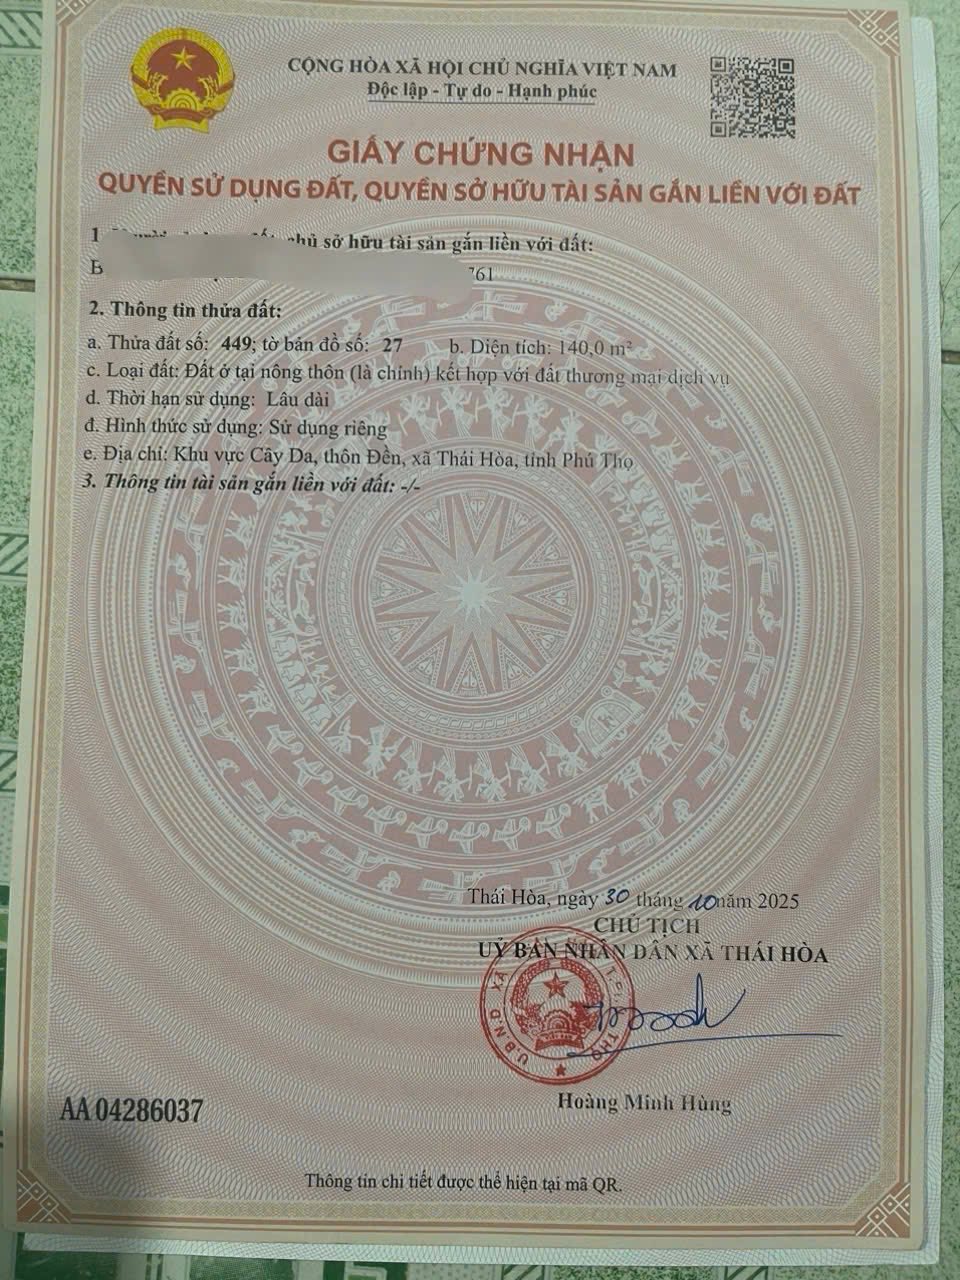 CỘNG HÒA XÃ HỘI CHỦ NGHĨA VIỆT NAM
Độc lập - Tự do - Hạnh phúc
GIẤY CHỨNG NHẬN
QUYỀN SỬ DỤNG ĐẤT, QUYỀN SỞ HỮU TÀI SẢN GẮN LIỀN VỚI ĐẤT
1 chủ sở hữu tài sản gắn liền với đất:
B 761
2. Thông tin thửa đất:
a. Thửa đất số: 449; tờ bản đồ số: 27 b. Diện tích: 140,0 m²
c. Loại đất: Đất ở tại nông thôn (là chính) kết hợp với đất thương mại dịch vụ
d. Thời hạn sử dụng: Lâu dài
đ. Hình thức sử dụng: Sử dụng riêng
e. Địa chỉ: Khu vực Cây Da, thôn Đền, xã Thái Hòa, tỉnh Phú Thọ
3. Thông tin tài sản gắn liền với đất: -/-
Thái Hòa, ngày 30 tháng 10 năm 2025
CHỦ TỊCH
UỶ BAN NHÂN DÂN XÃ THÁI HÒA
U.B.N.D XÃ
Hoàng Minh Hùng
AA 04286037
Thông tin chi tiết được thể hiện tại mã QR.